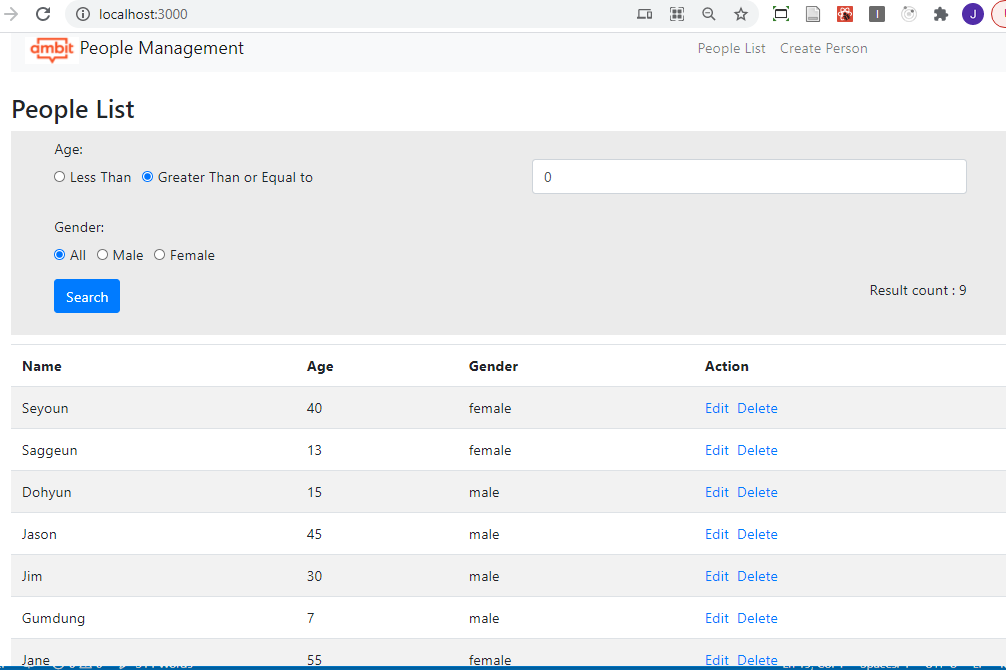 localhost:3000
J
ambit People Management People List Create Person
People List
Age:
Less Than Greater Than or Equal to 0
Gender:
All Male Female
Search Result count : 9
Name Age Gender Action
Seyoun 40 female Edit Delete
Saggeun 13 female Edit Delete
Dohyun 15 male Edit Delete
Jason 45 male Edit Delete
Jim 30 male Edit Delete
Gumdung 7 male Edit Delete
Jane 55 female Edit Delete